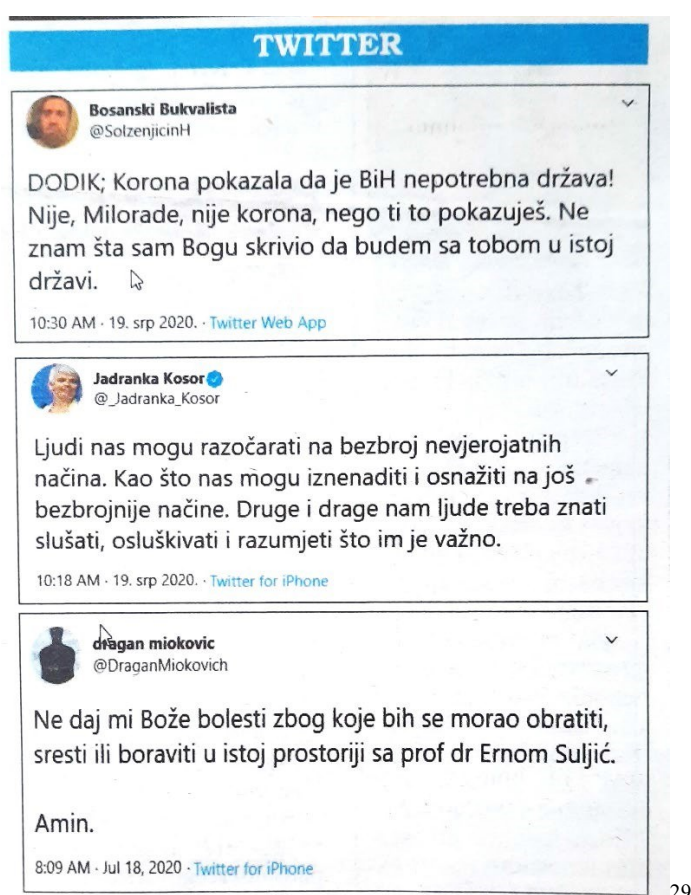 TWITTER
Bosanski Bukvalista
@SolzenjicinH
DODIK; Korona pokazala da je BiH nepotrebna država!
Nije, Milorade, nije korona, nego ti to pokazuješ. Ne
znam šta sam Bogu skrivio da budem sa tobom u istoj
državi.
10:30 AM · 19. srp 2020. · Twitter Web App
Jadranka Kosor
@_Jadranka_Kosor
Ljudi nas mogu razočarati na bezbroj nevjerojatnih
načina. Kao što nas mogu iznenaditi i osnažiti na još
bezbrojnije načine. Druge i drage nam ljude treba znati
slušati, osluškivati i razumjeti što im je važno.
10:18 AM · 19. srp 2020. · Twitter for iPhone
dragan miokovic
@DraganMiokovich
Ne daj mi Bože bolesti zbog koje bih se morao obratiti,
sresti ili boraviti u istoj prostoriji sa prof dr Ernom Suljić.
Amin.
8:09 AM · Jul 18, 2020 · Twitter for iPhone
29